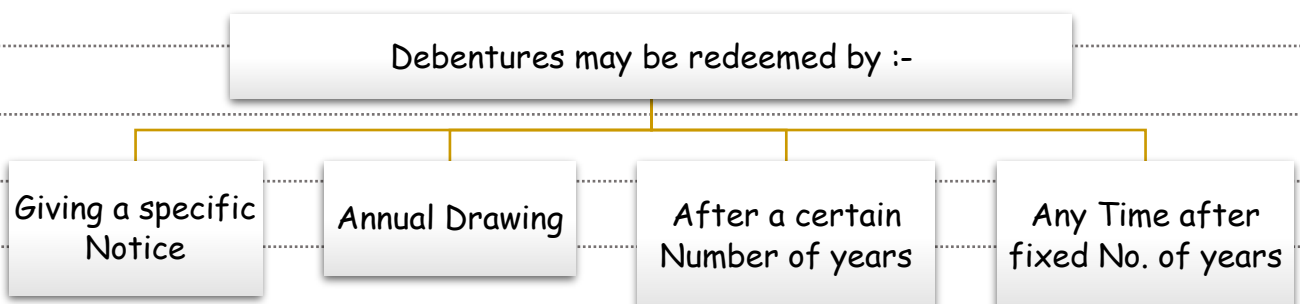 Debentures may be redeemed by :-
Giving a specific
Notice
Annual Drawing
After a certain
Number of years
Any Time after
fixed No. of years